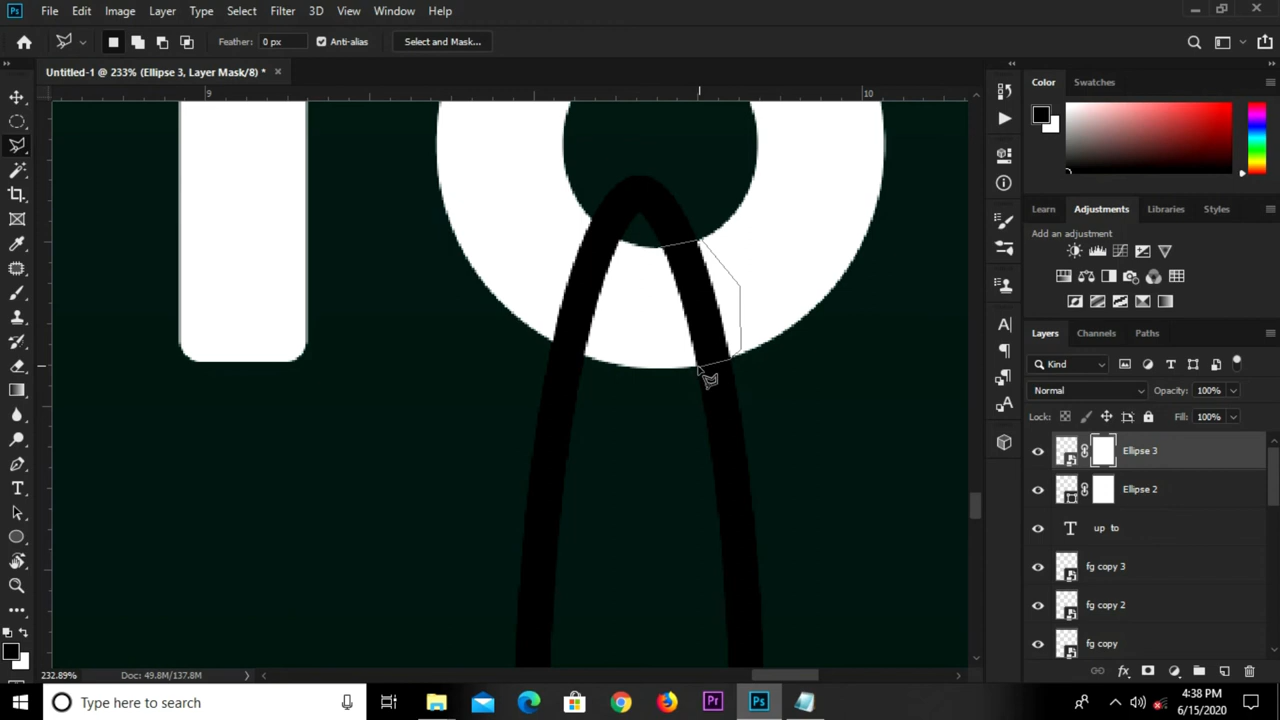 Ps File Edit Image Layer Type Select Filter 3D View Window Help
Feather: 0 px Anti-alias Select and Mask...
Untitled-1 @ 233% (Ellipse 3, Layer Mask/8) * ×
9 10
Color Swatches
Learn Adjustments Libraries Styles
Add an adjustment
Layers Channels Paths
Kind
Normal Opacity: 100%
Lock: Fill: 100%
Ellipse 3
Ellipse 2
T up to
fg copy 3
fg copy 2
fg copy
232.89% Doc: 49.8M/137.8M
Type here to search
Pr Ps
4:38 PM
6/15/2020